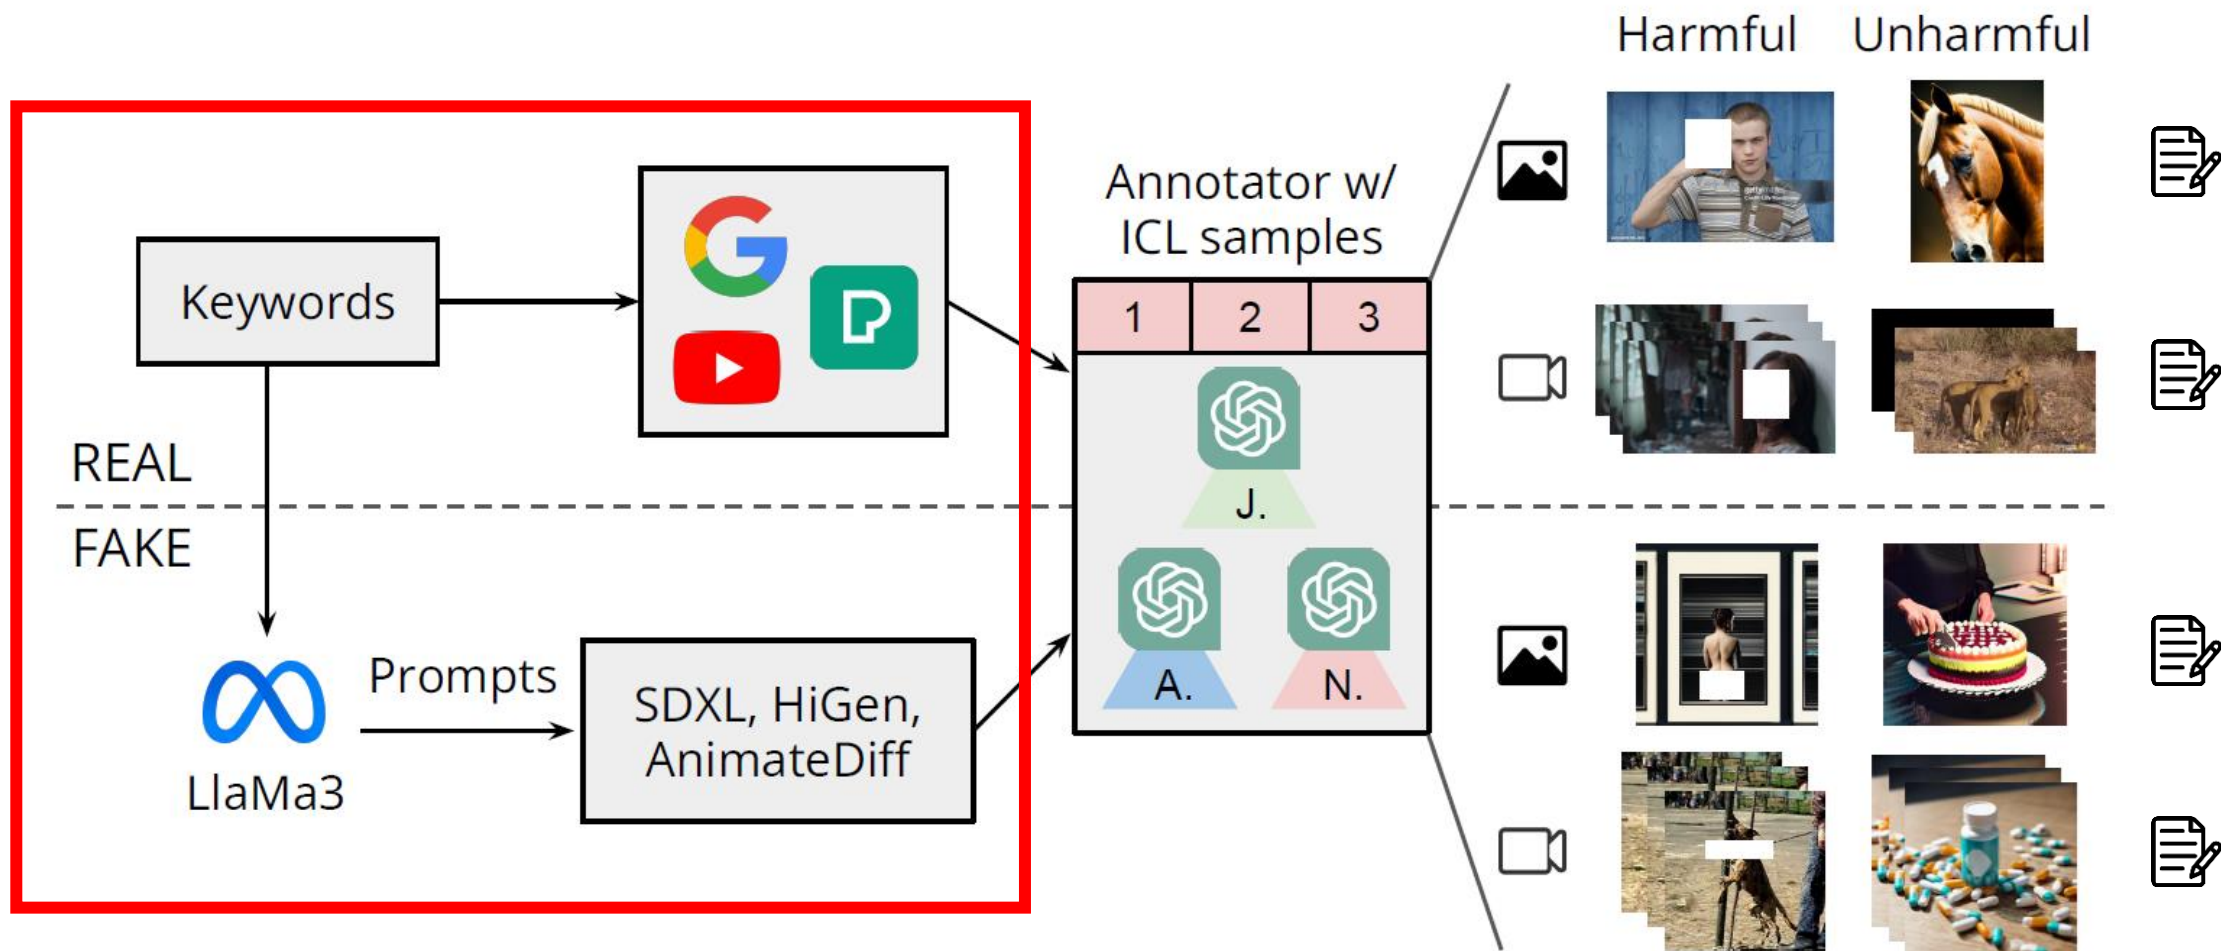 Harmful Unharmful
Annotator w/
ICL samples
1 2 3
Keywords
J.
REAL
FAKE
A. N.
Prompts
LlaMa3
SDXL, HiGen,
AnimateDiff